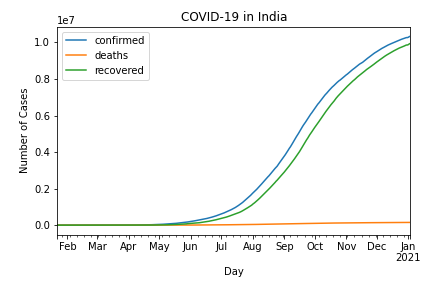 COVID-19 in India
1e7
confirmed
deaths
recovered
1.0
0.8
0.6
0.4
0.2
0.0
Number of Cases
Feb Mar Apr May Jun Jul Aug Sep Oct Nov Dec Jan
2021
Day